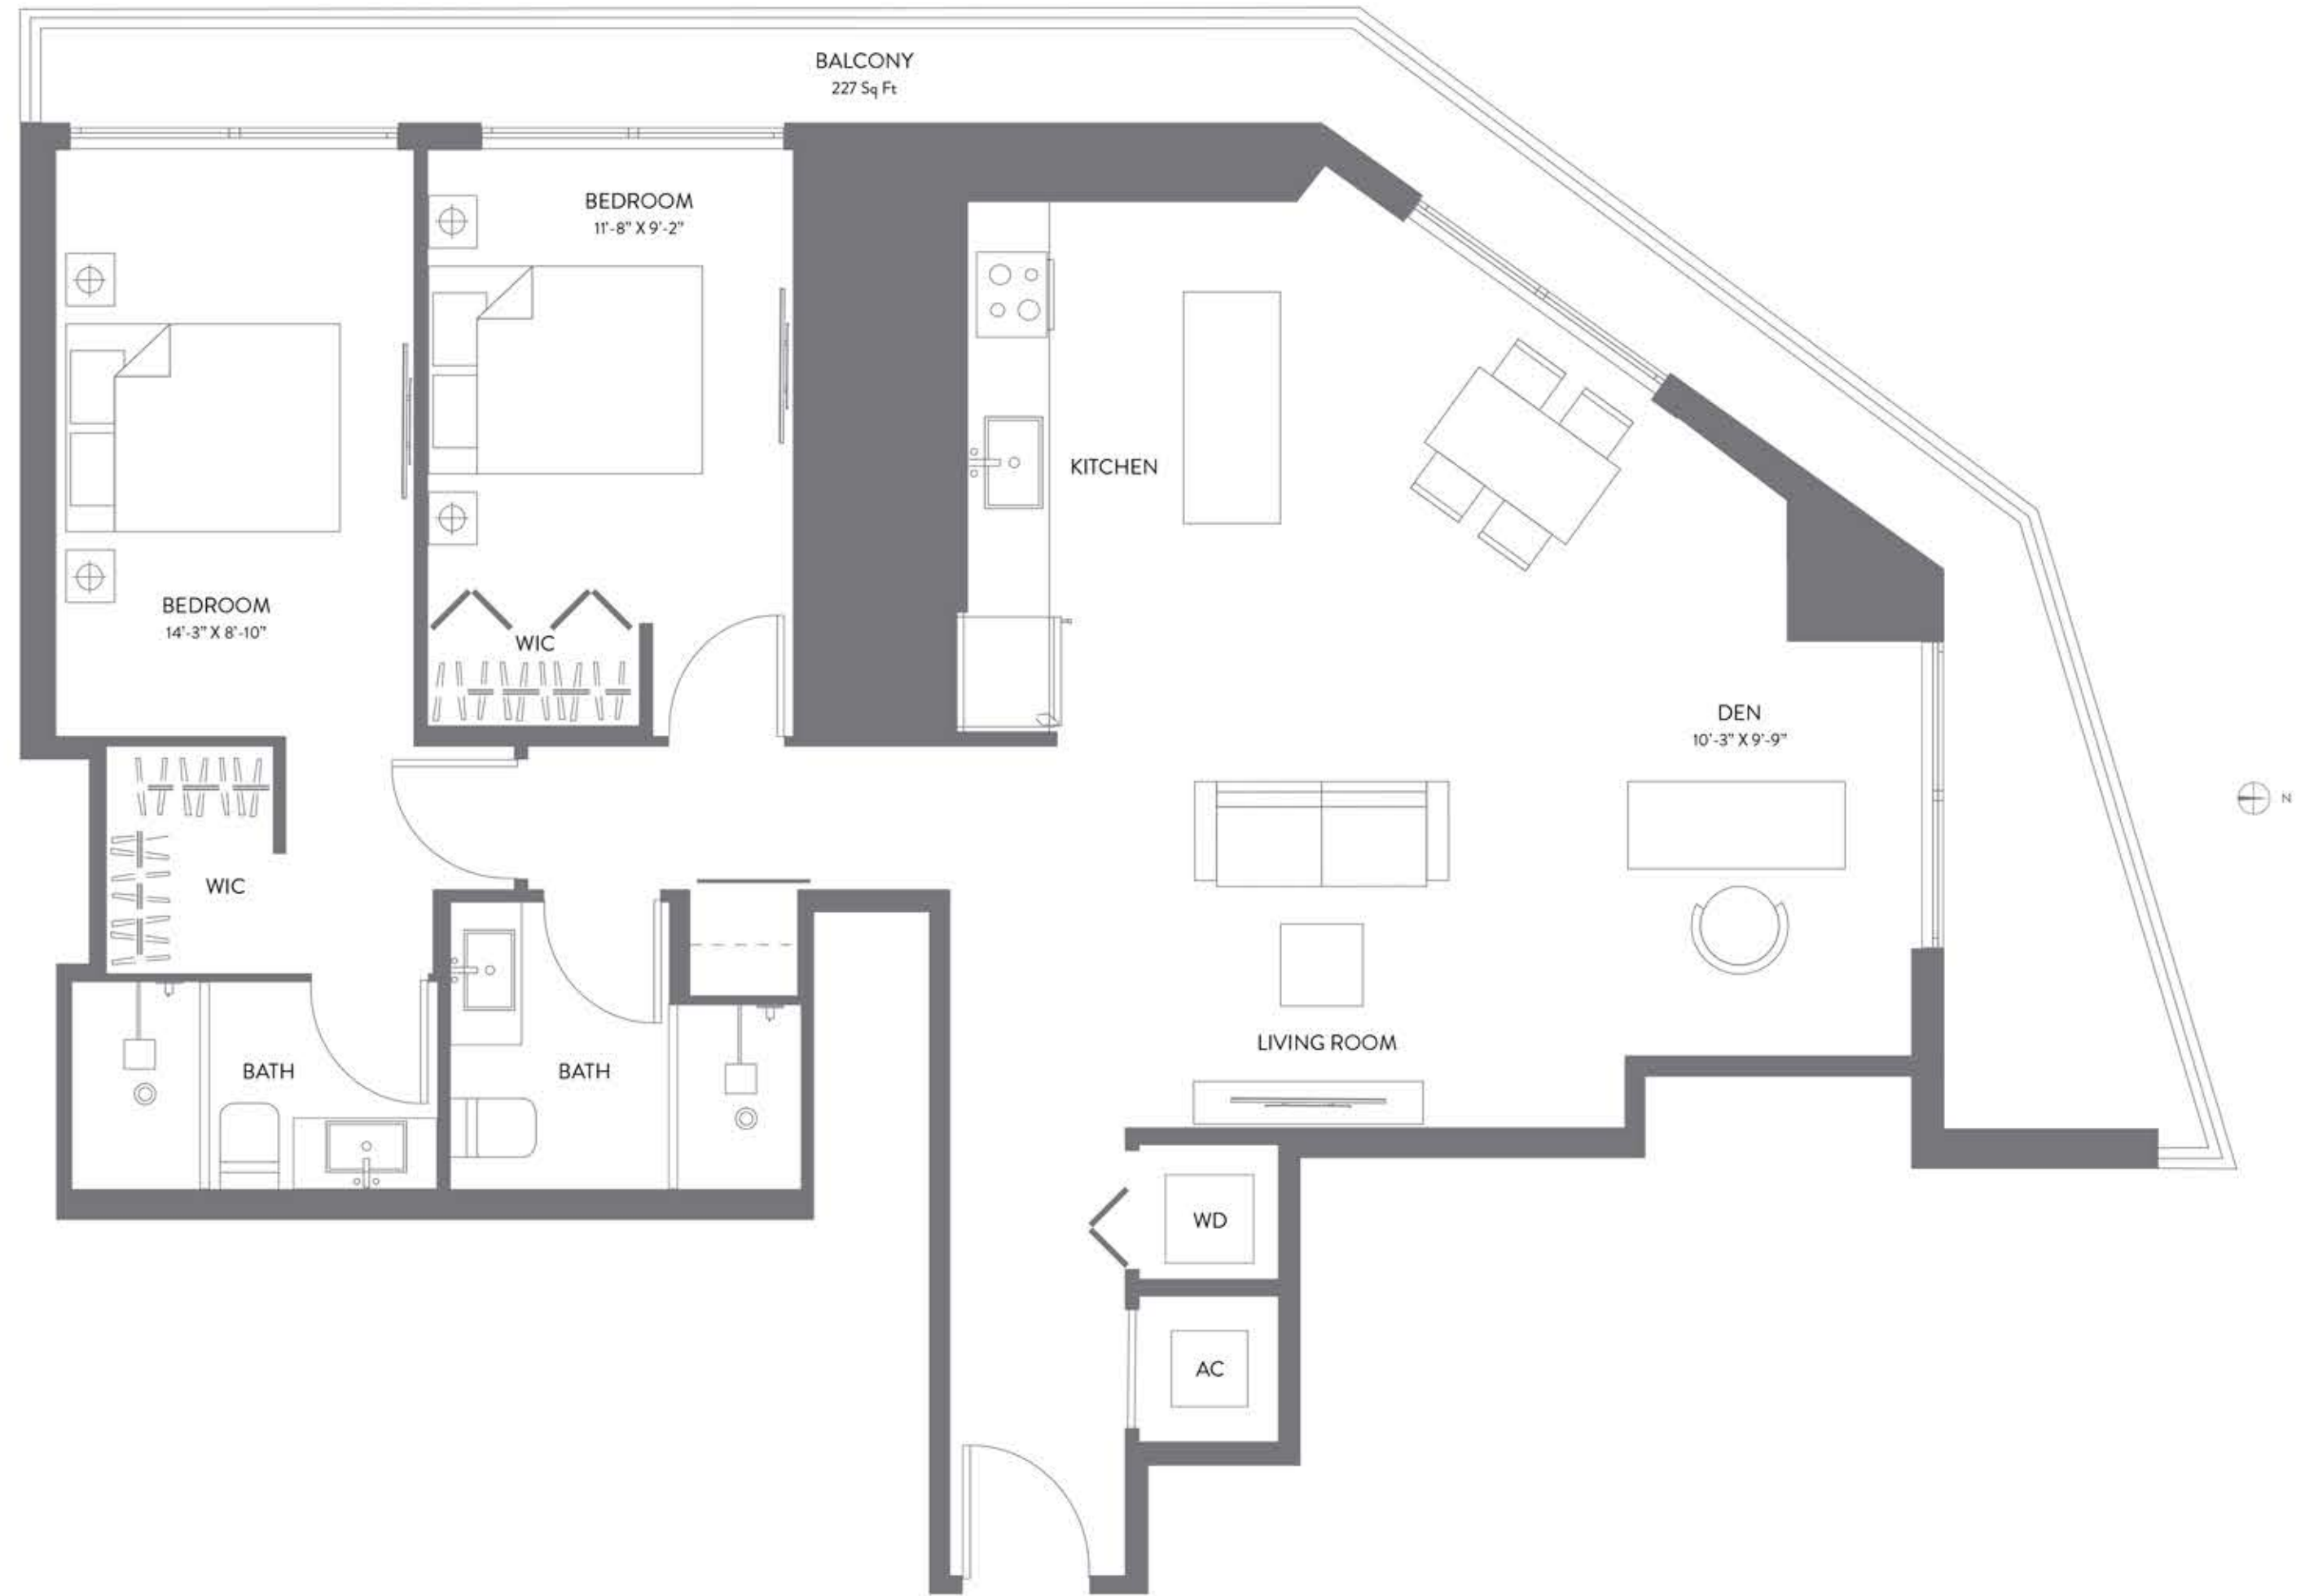 BALCONY
227 Sq Ft
BEDROOM
11'-8" X 9'-2"
KITCHEN
BEDROOM
14'-3" X 8'-10"
WIC
DEN
10'-3" X 9'-9"
N
WIC
LIVING ROOM
BATH
BATH
WD
AC